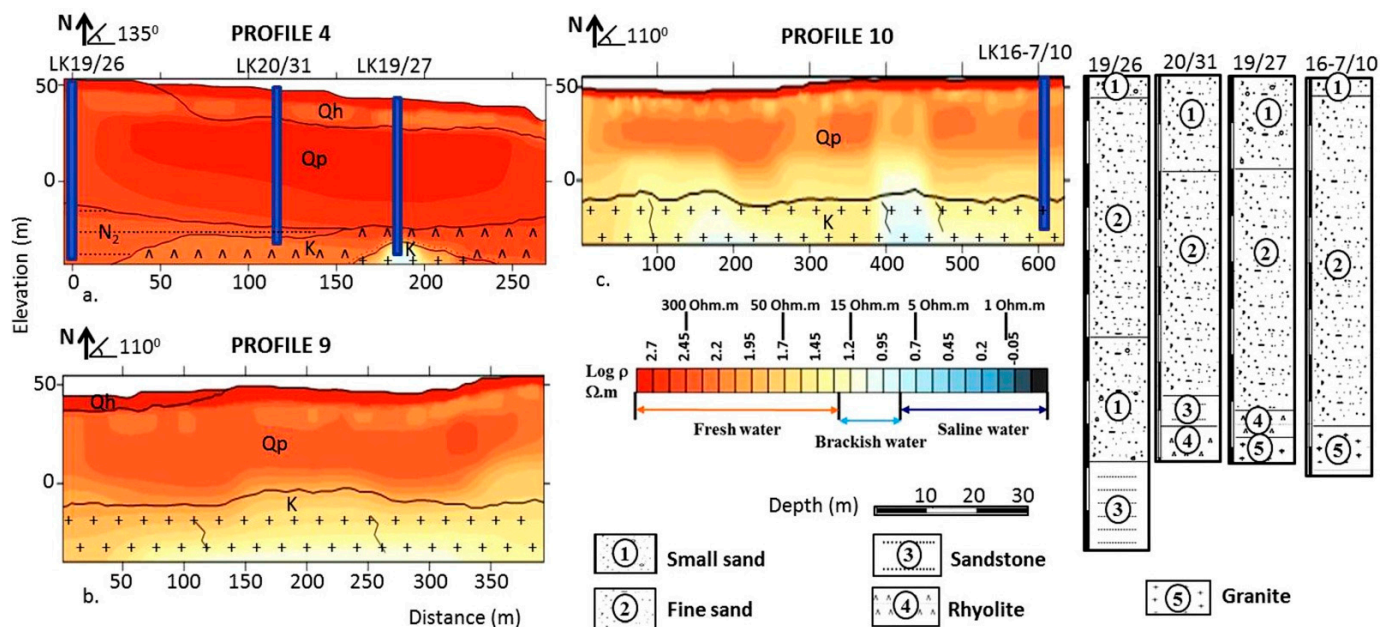 N 135⁰ PROFILE 4
LK19/26 LK20/31 LK19/27
50
0
Qh
Qp
N₂
K
K
50 100 150 200 250
a.
Elevation (m)
N 110⁰ PROFILE 9
50
0
Qh
Qp
K
50 100 150 200 250 300 350
b.
Distance (m)
N 110⁰ PROFILE 10
LK16-7/10
50
0
Qp
K
100 200 300 400 500 600
c.
300 Ohm.m 50 Ohm.m 15 Ohm.m 5 Ohm.m 1 Ohm.m
2.7 2.45 2.2 1.95 1.7 1.45 1.2 0.95 0.7 0.45 0.2 -0.05
Log ρ
Ω.m
Fresh water Brackish water Saline water
Depth (m) 10 20 30
1 Small sand
2 Fine sand
3 Sandstone
4 Rhyolite
5 Granite
19/26 20/31 19/27 16-7/10
1 2 1 3
1 2 3 4
1 2 4 5
1 2 5